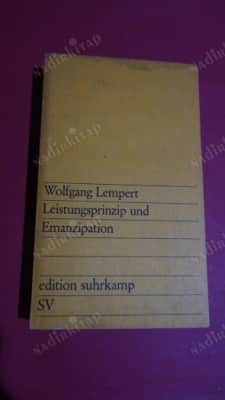 Wolfgang Lempert
Leistungsprinzip und
Emanzipation
edition suhrkamp
SV